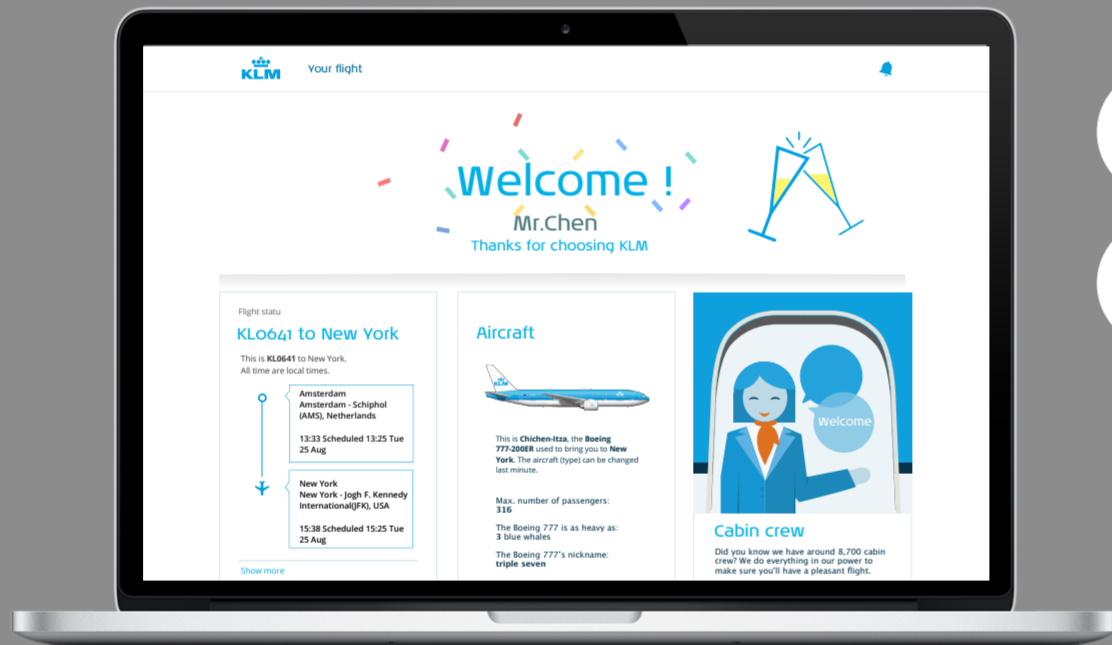 KLM
Your flight
Welcome !
Mr.Chen
Thanks for choosing KLM
Flight statu
KL0641 to New York
This is KL0641 to New York.
All time are local times.
Amsterdam
Amsterdam - Schiphol
(AMS), Netherlands
13:33 Scheduled 13:25 Tue
25 Aug
New York
New York - Jogh F. Kennedy
International(JFK), USA
15:38 Scheduled 15:25 Tue
25 Aug
Show more
Aircraft
KLM
This is Chichen-Itza, the Boeing
777-200ER used to bring you to New
York. The aircraft (type) can be changed
last minute.
Max. number of passengers:
316
The Boeing 777 is as heavy as:
3 blue whales
The Boeing 777's nickname:
triple seven
Welcome
Cabin crew
Did you know we have around 8,700 cabin
crew? We do everything in our power to
make sure you'll have a pleasant flight.